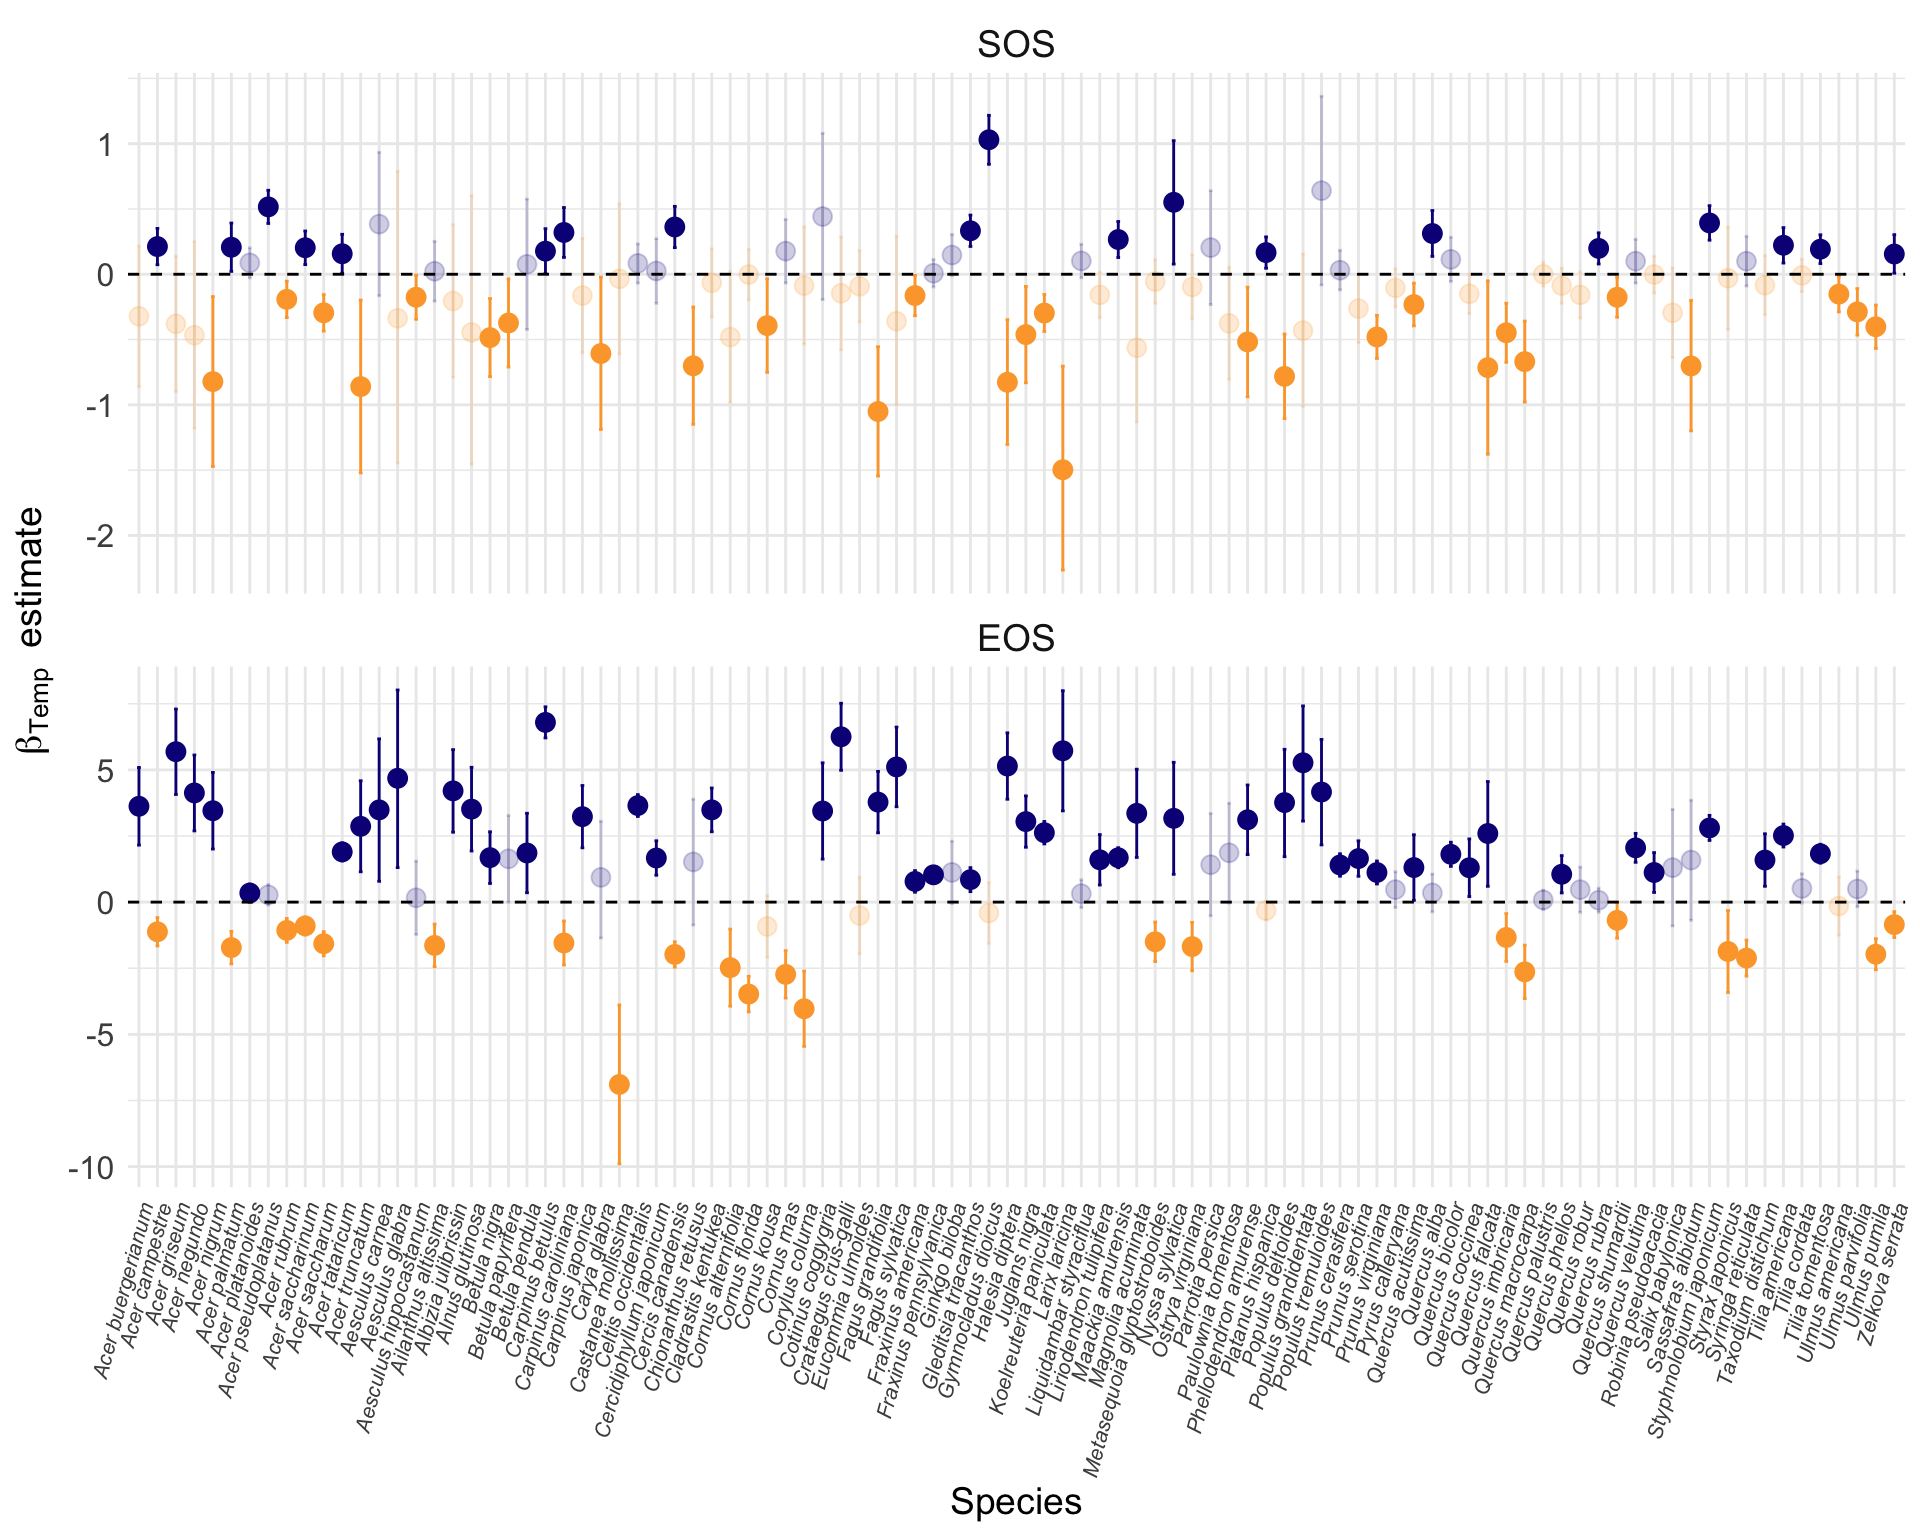 SOS
1
0
-1
-2
βTemp estimate
EOS
5
0
-5
-10
Acer buergerianum
Acer campestre
Acer griseum
Acer negundo
Acer nigrum
Acer palmatum
Acer platanoides
Acer pseudoplatanus
Acer rubrum
Acer saccharinum
Acer saccharum
Acer tataricum
Acer truncatum
Aesculus carnea
Aesculus glabra
Aesculus hippocastanum
Ailanthus altissima
Albizia julibrissin
Alnus glutinosa
Betula nigra
Betula papyrifera
Betula pendula
Carpinus betulus
Carpinus caroliniana
Carpinus japonica
Carya glabra
Castanea mollissima
Celtis occidentalis
Cercidiphyllum japonicum
Cercis canadensis
Chionanthus retusus
Cladrastis kentukea
Cornus alternifolia
Cornus florida
Cornus kousa
Cornus mas
Corylus colurna
Cotinus coggygria
Crataegus crus-galli
Eucommia ulmoides
Fagus grandifolia
Fagus sylvatica
Fraxinus americana
Fraxinus pennsylvanica
Ginkgo biloba
Gleditsia triacanthos
Gymnocladus dioicus
Halesia diptera
Juglans nigra
Koelreuteria paniculata
Larix laricina
Liquidambar styraciflua
Liriodendron tulipifera
Maackia amurensis
Magnolia acuminata
Metasequoia glyptostroboides
Nyssa sylvatica
Ostrya virginiana
Parrotia persica
Paulownia tomentosa
Phellodendron amurense
Platanus hispanica
Populus deltoides
Populus grandidentata
Populus tremuloides
Prunus cerasifera
Prunus serotina
Prunus virginiana
Pyrus calleryana
Quercus acutissima
Quercus alba
Quercus bicolor
Quercus coccinea
Quercus falcata
Quercus imbricaria
Quercus macrocarpa
Quercus palustris
Quercus phellos
Quercus robur
Quercus rubra
Quercus shumardii
Quercus velutina
Robinia pseudoacacia
Salix babylonica
Sassafras albidum
Styphnolobium japonicum
Styrax japonicus
Syringa reticulata
Taxodium distichum
Tilia americana
Tilia cordata
Tilia tomentosa
Ulmus americana
Ulmus parvifolia
Ulmus pumila
Zelkova serrata
Species